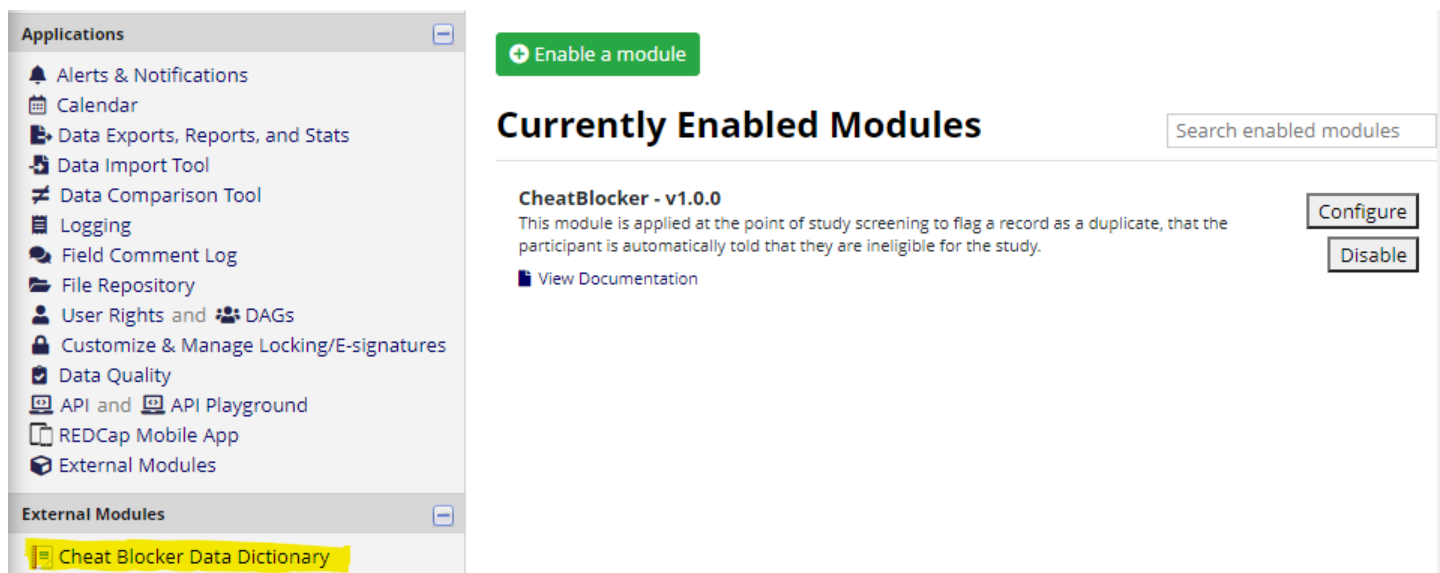 Applications
Alerts & Notifications
Calendar
Data Exports, Reports, and Stats
Data Import Tool
Data Comparison Tool
Logging
Field Comment Log
File Repository
User Rights and DAGs
Customize & Manage Locking/E-signatures
Data Quality
API and API Playground
REDCap Mobile App
External Modules
External Modules
Cheat Blocker Data Dictionary
Enable a module
Currently Enabled Modules
Search enabled modules
CheatBlocker - v1.0.0
This module is applied at the point of study screening to flag a record as a duplicate, that the
participant is automatically told that they are ineligible for the study.
View Documentation
Configure
Disable